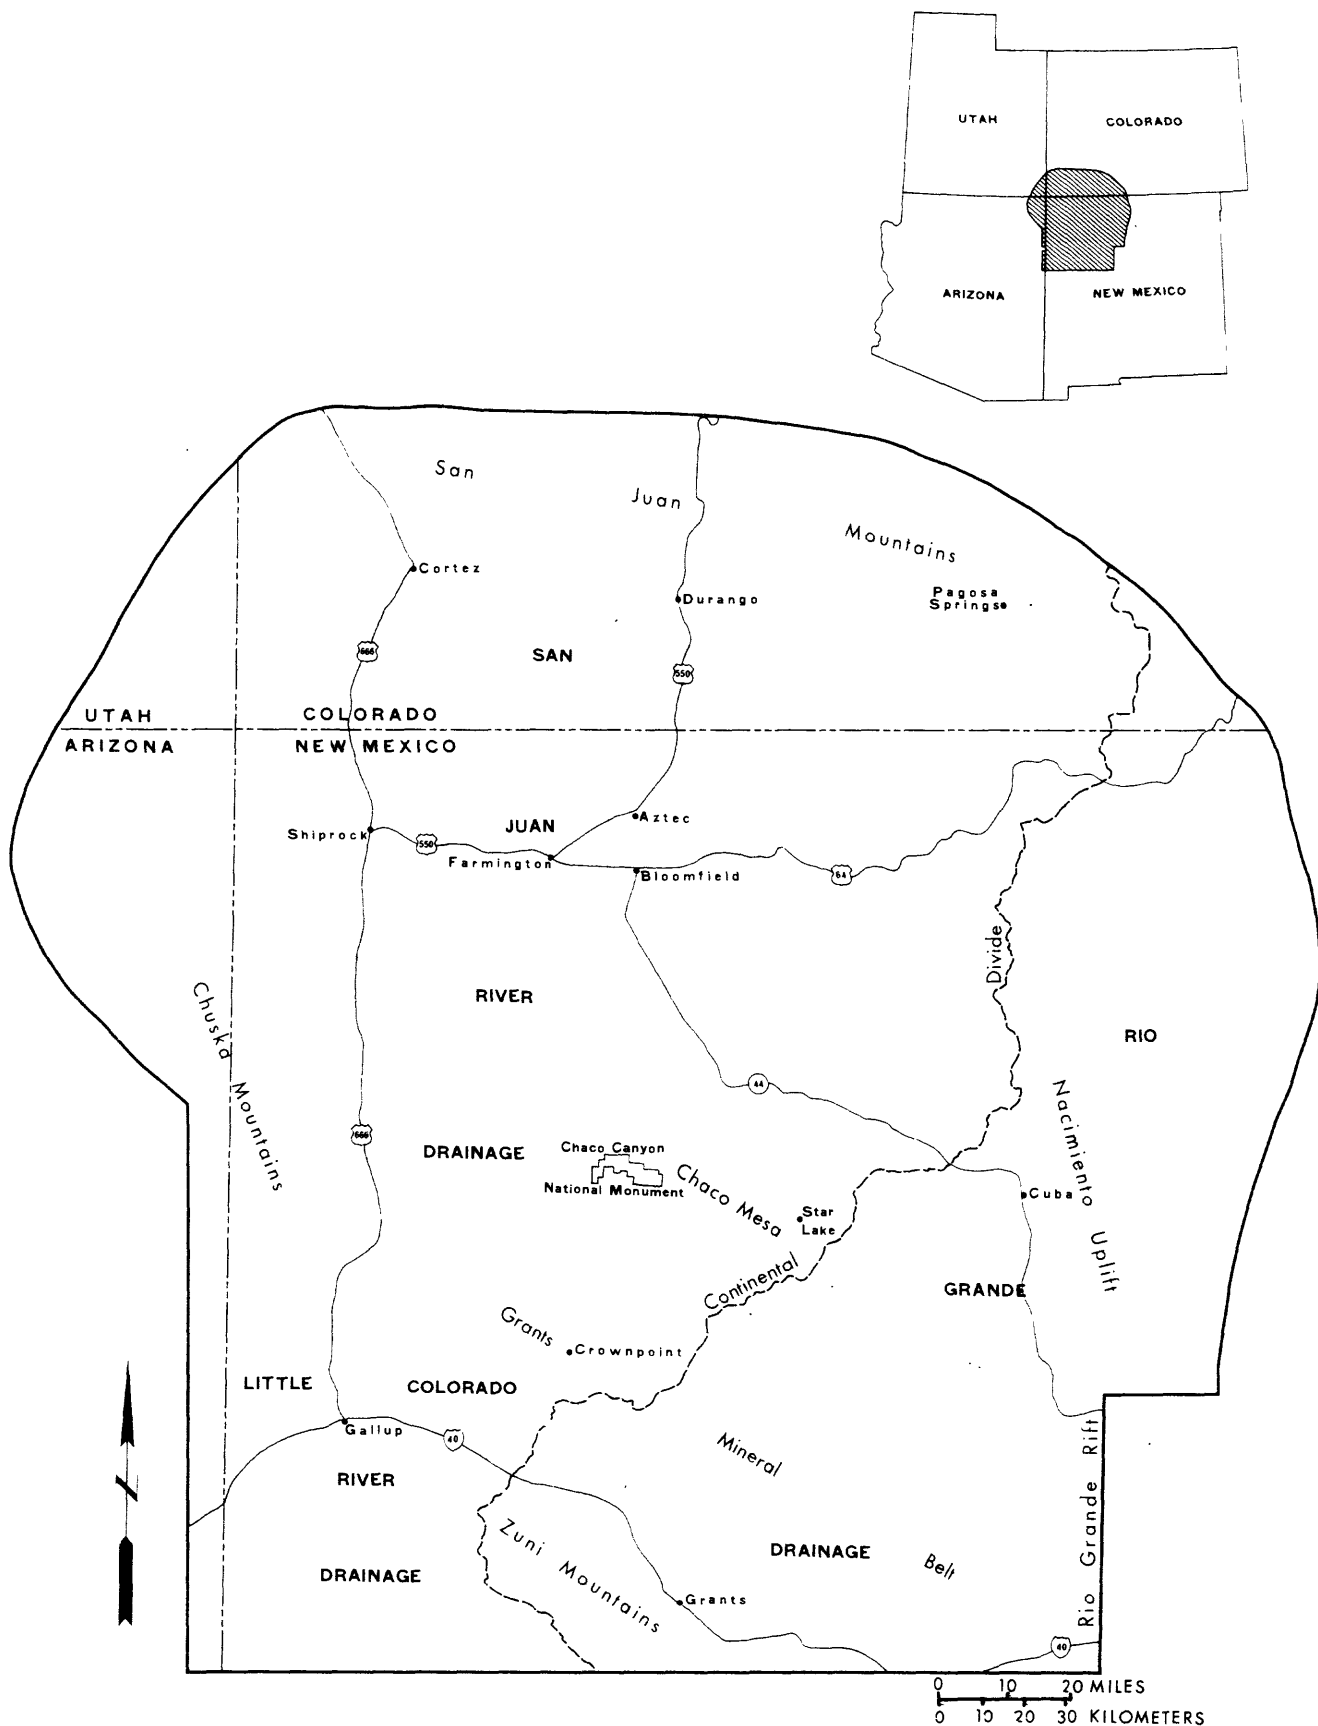 UTAH
COLORADO
ARIZONA
NEW MEXICO
San
Juan
Mountains
Cortez
Durango
Pagosa
Springs
666
SAN
550
UTAH
COLORADO
ARIZONA
NEW MEXICO
Shiprock
550
JUAN
Aztec
Farmington
Bloomfield
64
Divide
RIVER
RIO
Chuska Mountains
44
Nacimiento Uplift
666
DRAINAGE
Chaco Canyon
National Monument
Chaco Mesa
Star
Lake
Cuba
Continental
GRANDE
Grants
Crownpoint
LITTLE
COLORADO
Gallup
40
Mineral
Rio Grande Rift
RIVER
Zuni Mountains
DRAINAGE
Belt
DRAINAGE
Grants
40
0 10 20 MILES
0 10 20 30 KILOMETERS